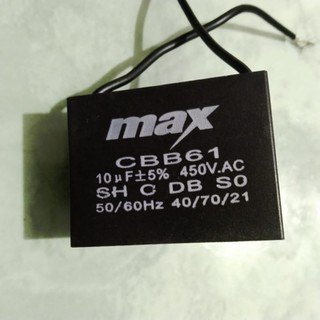 max
CBB61
10µF±5% 450V.AC
SH C DB S0
50/60Hz 40/70/21